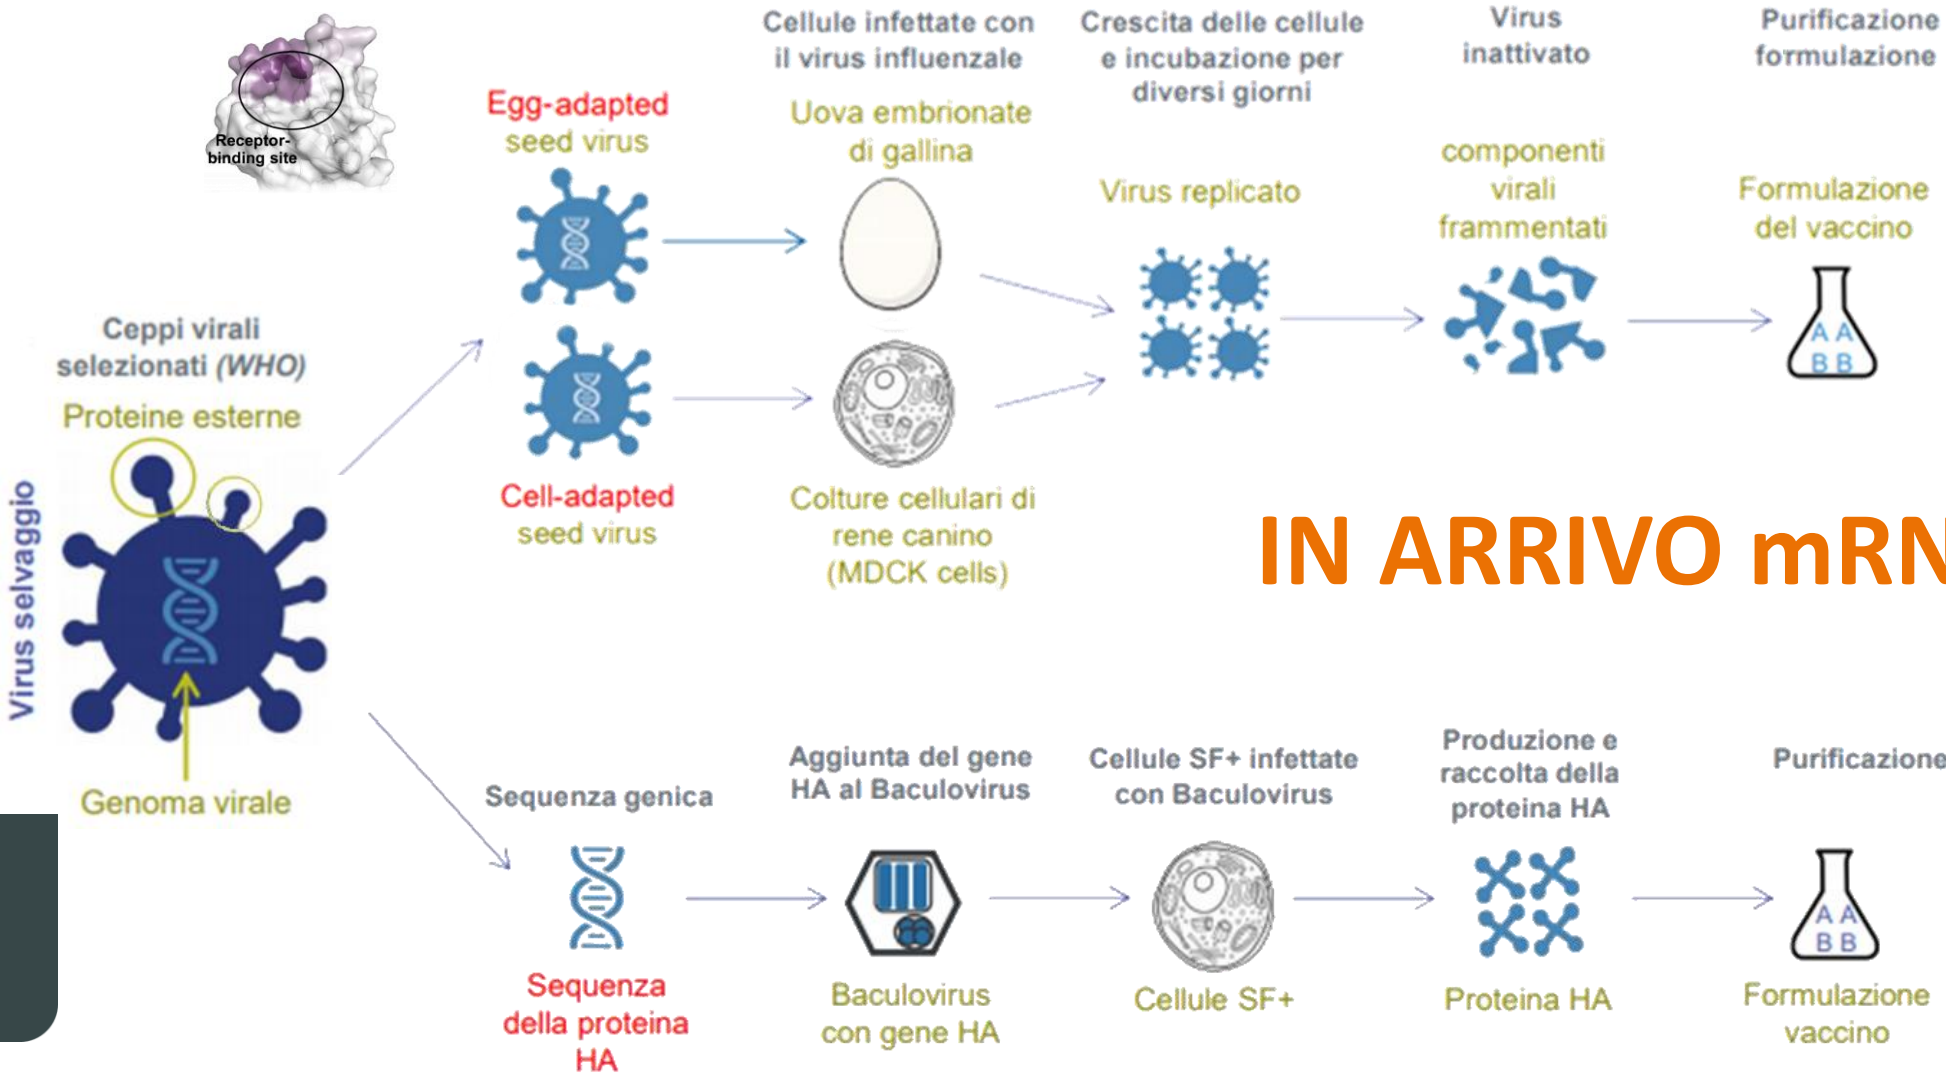 Receptor-
binding site
Ceppi virali
selezionati (WHO)
Proteine esterne
Virus selvaggio
Genoma virale
Egg-adapted
seed virus
Cell-adapted
seed virus
Cellule infettate con
il virus influenzale
Uova embrionate
di gallina
Colture cellulari di
rene canino
(MDCK cells)
Crescita delle cellule
e incubazione per
diversi giorni
Virus replicato
Virus
inattivato
componenti
virali
frammentati
Purificazione
formulazione
Formulazione
del vaccino
A A
B B
IN ARRIVO mRN
Sequenza genica
Sequenza
della proteina
HA
Aggiunta del gene
HA al Baculovirus
Baculovirus
con gene HA
Cellule SF+ infettate
con Baculovirus
Cellule SF+
Produzione e
raccolta della
proteina HA
Proteina HA
Purificazione
A A
B B
Formulazione
vaccino